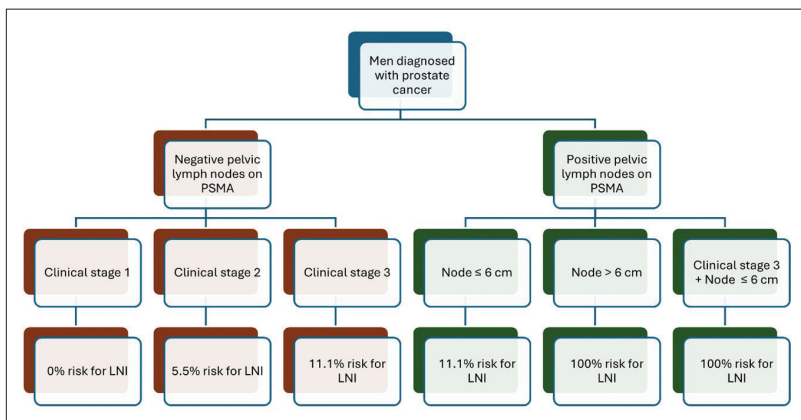 Men diagnosed
with prostate
cancer
Negative pelvic
lymph nodes on
PSMA
Positive pelvic
lymph nodes on
PSMA
Clinical stage 1
Clinical stage 2
Clinical stage 3
Node ≤ 6 cm
Node > 6 cm
Clinical stage 3
+ Node ≤ 6 cm
0% risk for LNI
5.5% risk for LNI
11.1% risk for
LNI
11.1% risk for
LNI
100% risk for
LNI
100% risk for
LNI